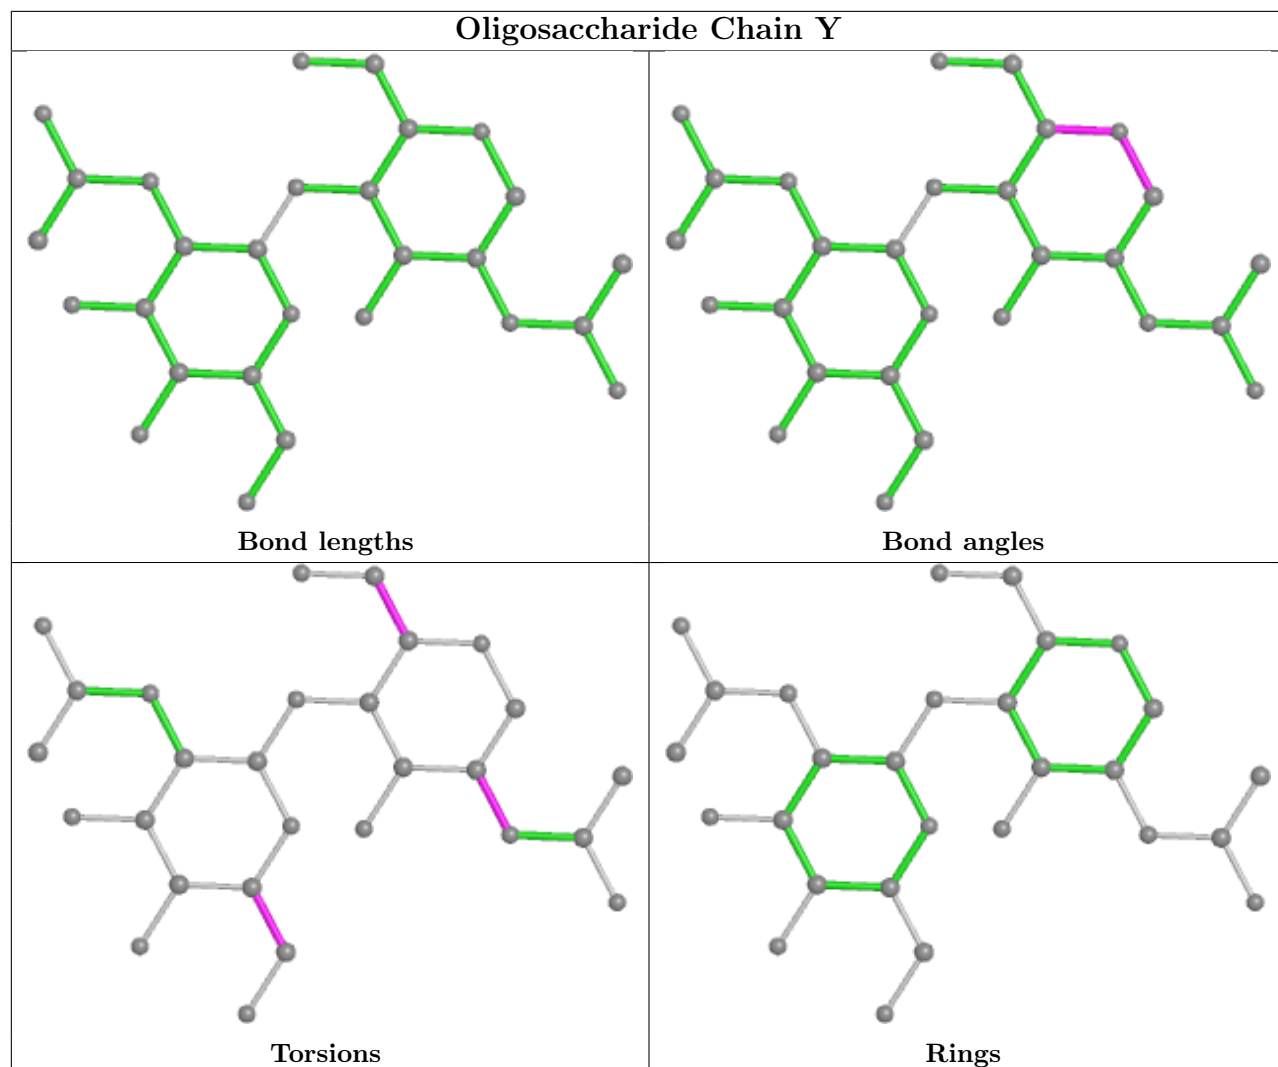 Oligosaccharide Chain Y
Bond lengths
Bond angles
Torsions
Rings